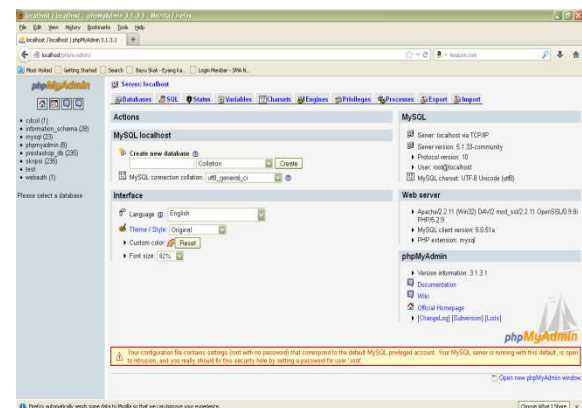 localhost / localhost | phpMyAdmin 3.1.3.1 - Mozilla Firefox
File Edit View History Bookmarks Tools Help
localhost / localhost | phpMyAdmin 3.1.3.1
localhost/phpmyadmin/
Amazon.com
Most Visited Getting Started Search Login Member - SMA N...
phpMyAdmin
Server: localhost
Databases SQL Status Variables Charsets Engines Privileges Processes Export Import
cdcol (1)
information_schema (28)
mysql (23)
phpmyadmin (8)
prestashop_db (235)
skripsi (235)
test
webauth (1)
Please select a database
Actions
MySQL localhost
Create new database
Collation
Create
MySQL connection collation: utf8_general_ci
Interface
Language: English
Theme / Style: Original
Custom color: Reset
Font size: 82%
MySQL
Server: localhost via TCP/IP
Server version: 5.1.33-community
Protocol version: 10
User: root@localhost
MySQL charset: UTF-8 Unicode (utf8)
Web server
Apache/2.2.11 (Win32) DAV/2 mod_ssl/2.2.11 OpenSSL/0.9.8i
PHP/5.2.9
MySQL client version: 5.0.51a
PHP extension: mysql
phpMyAdmin
Version information: 3.1.3.1
Documentation
Wiki
Official Homepage
[ChangeLog] [Subversion] [Lists]
phpMyAdmin
Your configuration file contains settings (root with no password) that correspond to the default MySQL privileged account. Your MySQL server is running with this default, is open
to intrusion, and you really should fix this security hole by setting a password for user 'root'.
Open new phpMyAdmin window
Firefox automatically sends some data to Mozilla so that we can improve your experience.
Choose What I Share